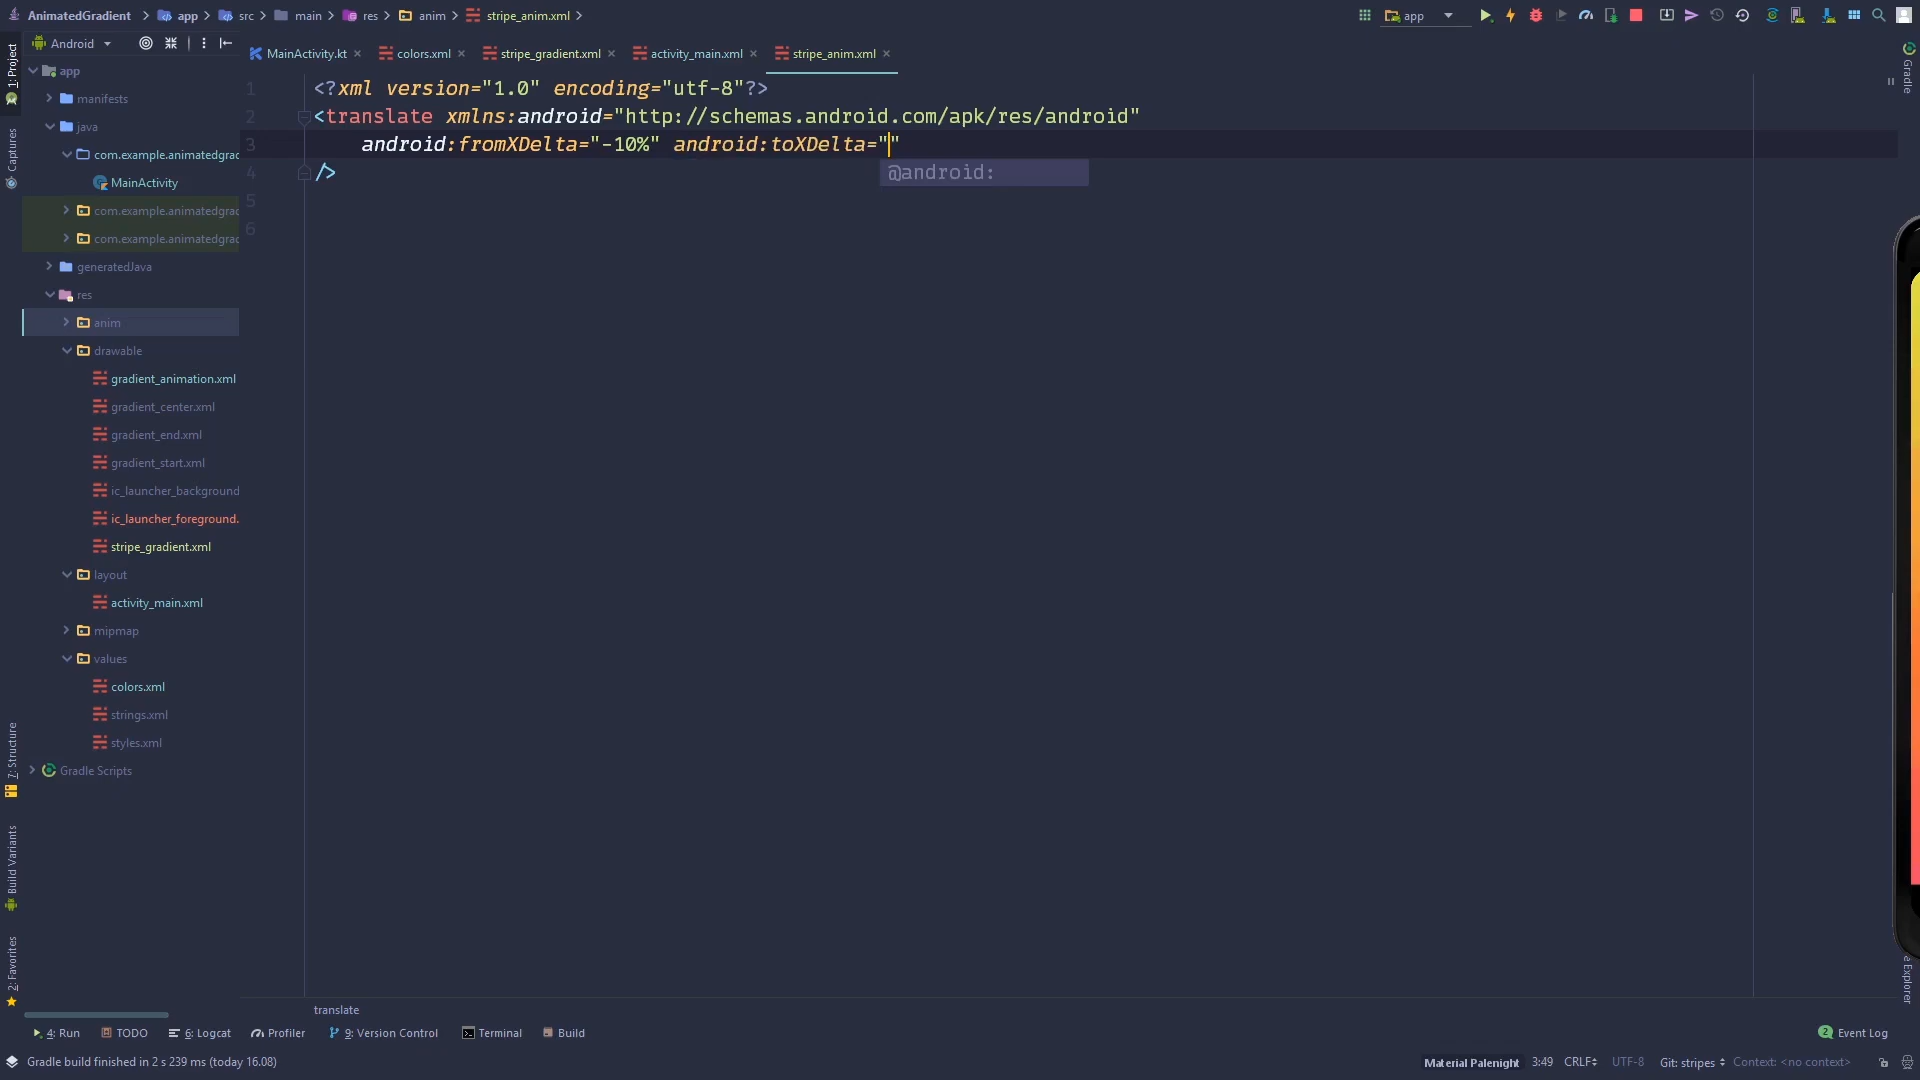 AnimatedGradient app src main res anim stripe_anim.xml app
1: Project Android MainActivity.kt colors.xml stripe_gradient.xml activity_main.xml stripe_anim.xml Gradle
app
manifests
java
com.example.animatedgrad
MainActivity
com.example.animatedgrad
com.example.animatedgrad
generatedJava
res
anim
drawable
gradient_animation.xml
gradient_center.xml
gradient_end.xml
gradient_start.xml
ic_launcher_background
ic_launcher_foreground.
stripe_gradient.xml
layout
activity_main.xml
mipmap
values
colors.xml
strings.xml
styles.xml
Gradle Scripts
Captures
7: Structure
Build Variants
2: Favorites
1 <?xml version="1.0" encoding="utf-8"?>
2 <translate xmlns:android="http://schemas.android.com/apk/res/android"
3 android:fromXDelta="-10%" android:toXDelta=""
@android:
4 />
5
6
e Explorer
translate
4: Run TODO 6: Logcat Profiler 9: Version Control Terminal Build 2 Event Log
Gradle build finished in 2 s 239 ms (today 16.08) Material Palenight 3:49 CRLF UTF-8 Git: stripes Context: <no context>